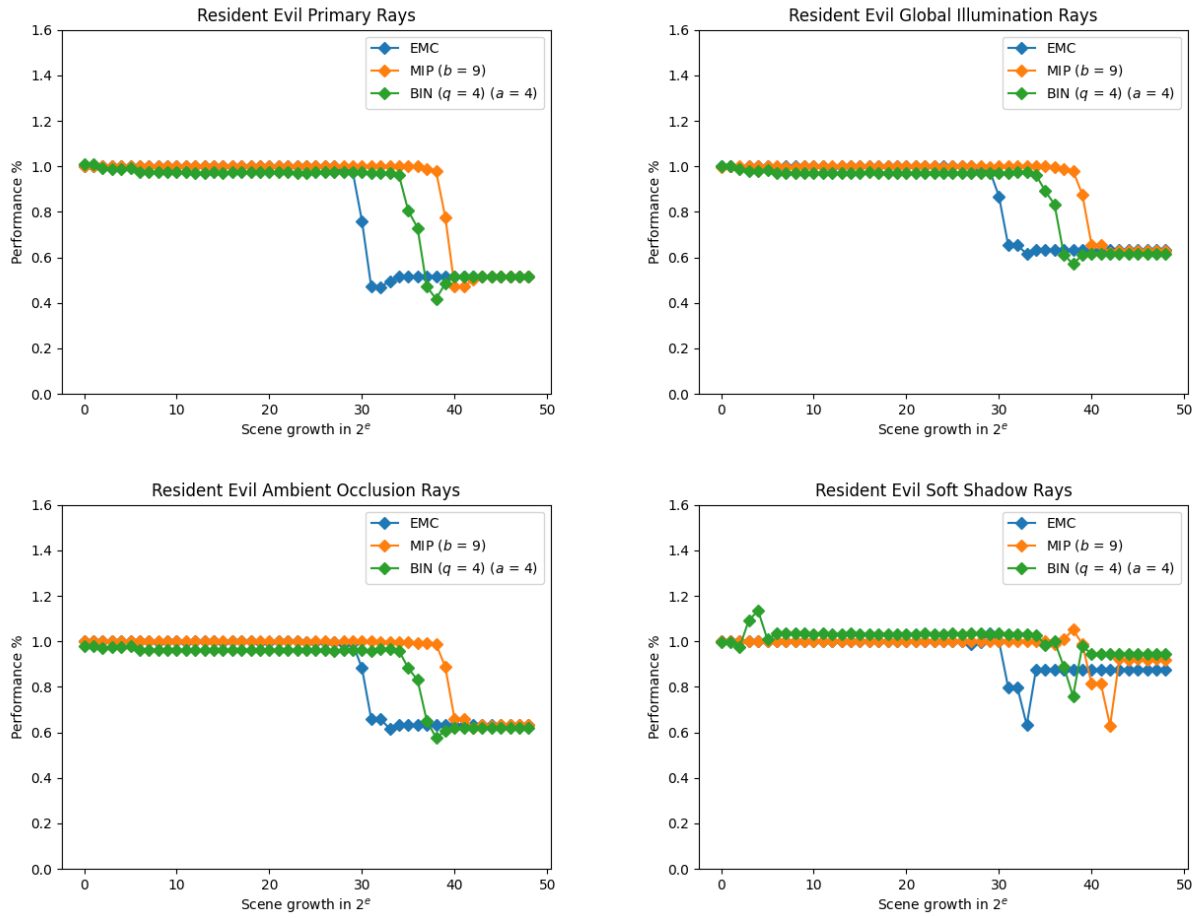 Resident Evil Primary Rays
1.6
1.4
1.2
1.0
0.8
0.6
0.4
0.2
0.0
Performance %
EMC
MIP (b = 9)
BIN (q = 4) (a = 4)
0 10 20 30 40 50
Scene growth in 2^e
Resident Evil Global Illumination Rays
1.6
1.4
1.2
1.0
0.8
0.6
0.4
0.2
0.0
Performance %
EMC
MIP (b = 9)
BIN (q = 4) (a = 4)
0 10 20 30 40 50
Scene growth in 2^e
Resident Evil Ambient Occlusion Rays
1.6
1.4
1.2
1.0
0.8
0.6
0.4
0.2
0.0
Performance %
EMC
MIP (b = 9)
BIN (q = 4) (a = 4)
0 10 20 30 40 50
Scene growth in 2^e
Resident Evil Soft Shadow Rays
1.6
1.4
1.2
1.0
0.8
0.6
0.4
0.2
0.0
Performance %
EMC
MIP (b = 9)
BIN (q = 4) (a = 4)
0 10 20 30 40 50
Scene growth in 2^e